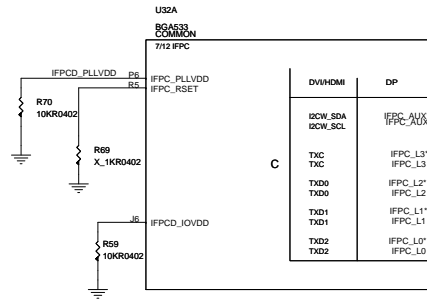 U32A
BGA533
COMMON
7/12 IFPC
IFPCD_PLLVDD P6 IFPC_PLLVDD
R5 IFPC_RSET
R70
10KR0402
R69
X_1KR0402
J6 IFPCD_IOVDD
R59
10KR0402
C
DVI/HDMI DP
I2CW_SDA IFPC_AUX
I2CW_SCL IFPC_AUX
TXC IFPC_L3*
TXC IFPC_L3
TXD0 IFPC_L2*
TXD0 IFPC_L2
TXD1 IFPC_L1*
TXD1 IFPC_L1
TXD2 IFPC_L0*
TXD2 IFPC_L0